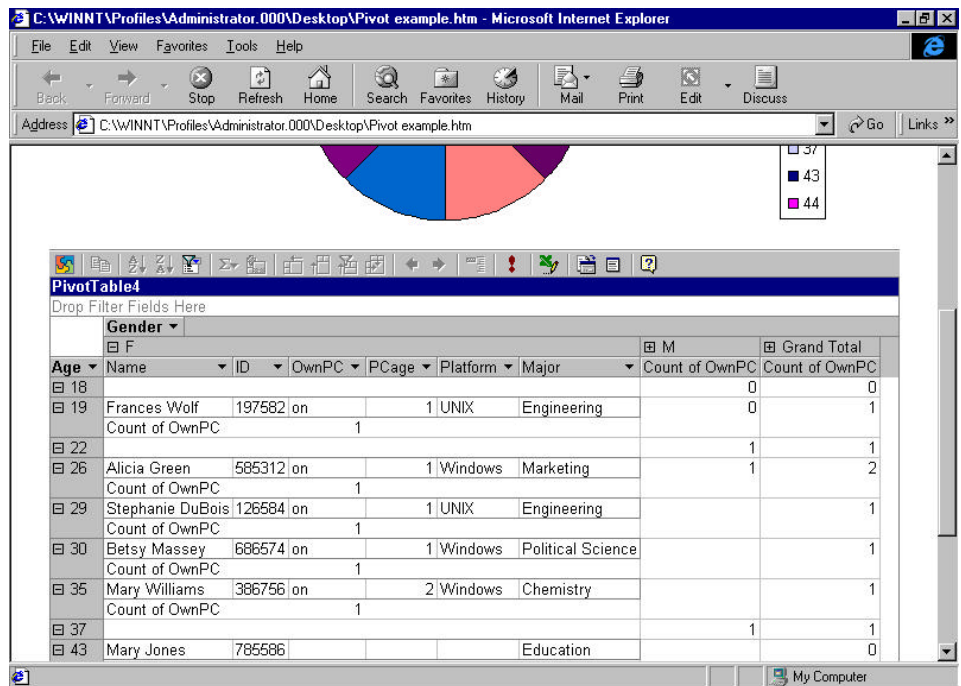 C:\WINNT\Profiles\Administrator.000\Desktop\Pivot example.htm - Microsoft Internet Explorer
File Edit View Favorites Tools Help
Back Forward Stop Refresh Home Search Favorites History Mail Print Edit Discuss
Address C:\WINNT\Profiles\Administrator.000\Desktop\Pivot example.htm Go Links »
37
43
44
PivotTable4
Drop Filter Fields Here
Gender
F M Grand Total
Age Name ID OwnPC PCage Platform Major Count of OwnPC Count of OwnPC
18 0 0
19 Frances Wolf 197582 on 1 UNIX Engineering 0 1
Count of OwnPC 1
22 1 1
26 Alicia Green 585312 on 1 Windows Marketing 1 2
Count of OwnPC 1
29 Stephanie DuBois 126584 on 1 UNIX Engineering 1
Count of OwnPC 1
30 Betsy Massey 686574 on 1 Windows Political Science 1
Count of OwnPC 1
35 Mary Williams 386756 on 2 Windows Chemistry 1
Count of OwnPC 1
37 1 1
43 Mary Jones 785586 Education 0
My Computer